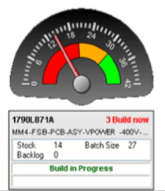 0 6 12 18 24 30 36 42
1790L871A 3 Build now
MM4-FSB-PCB-ASY-VPOWER -400V-...
Stock 14 Batch Size 27
Backlog 0
Build in Progress